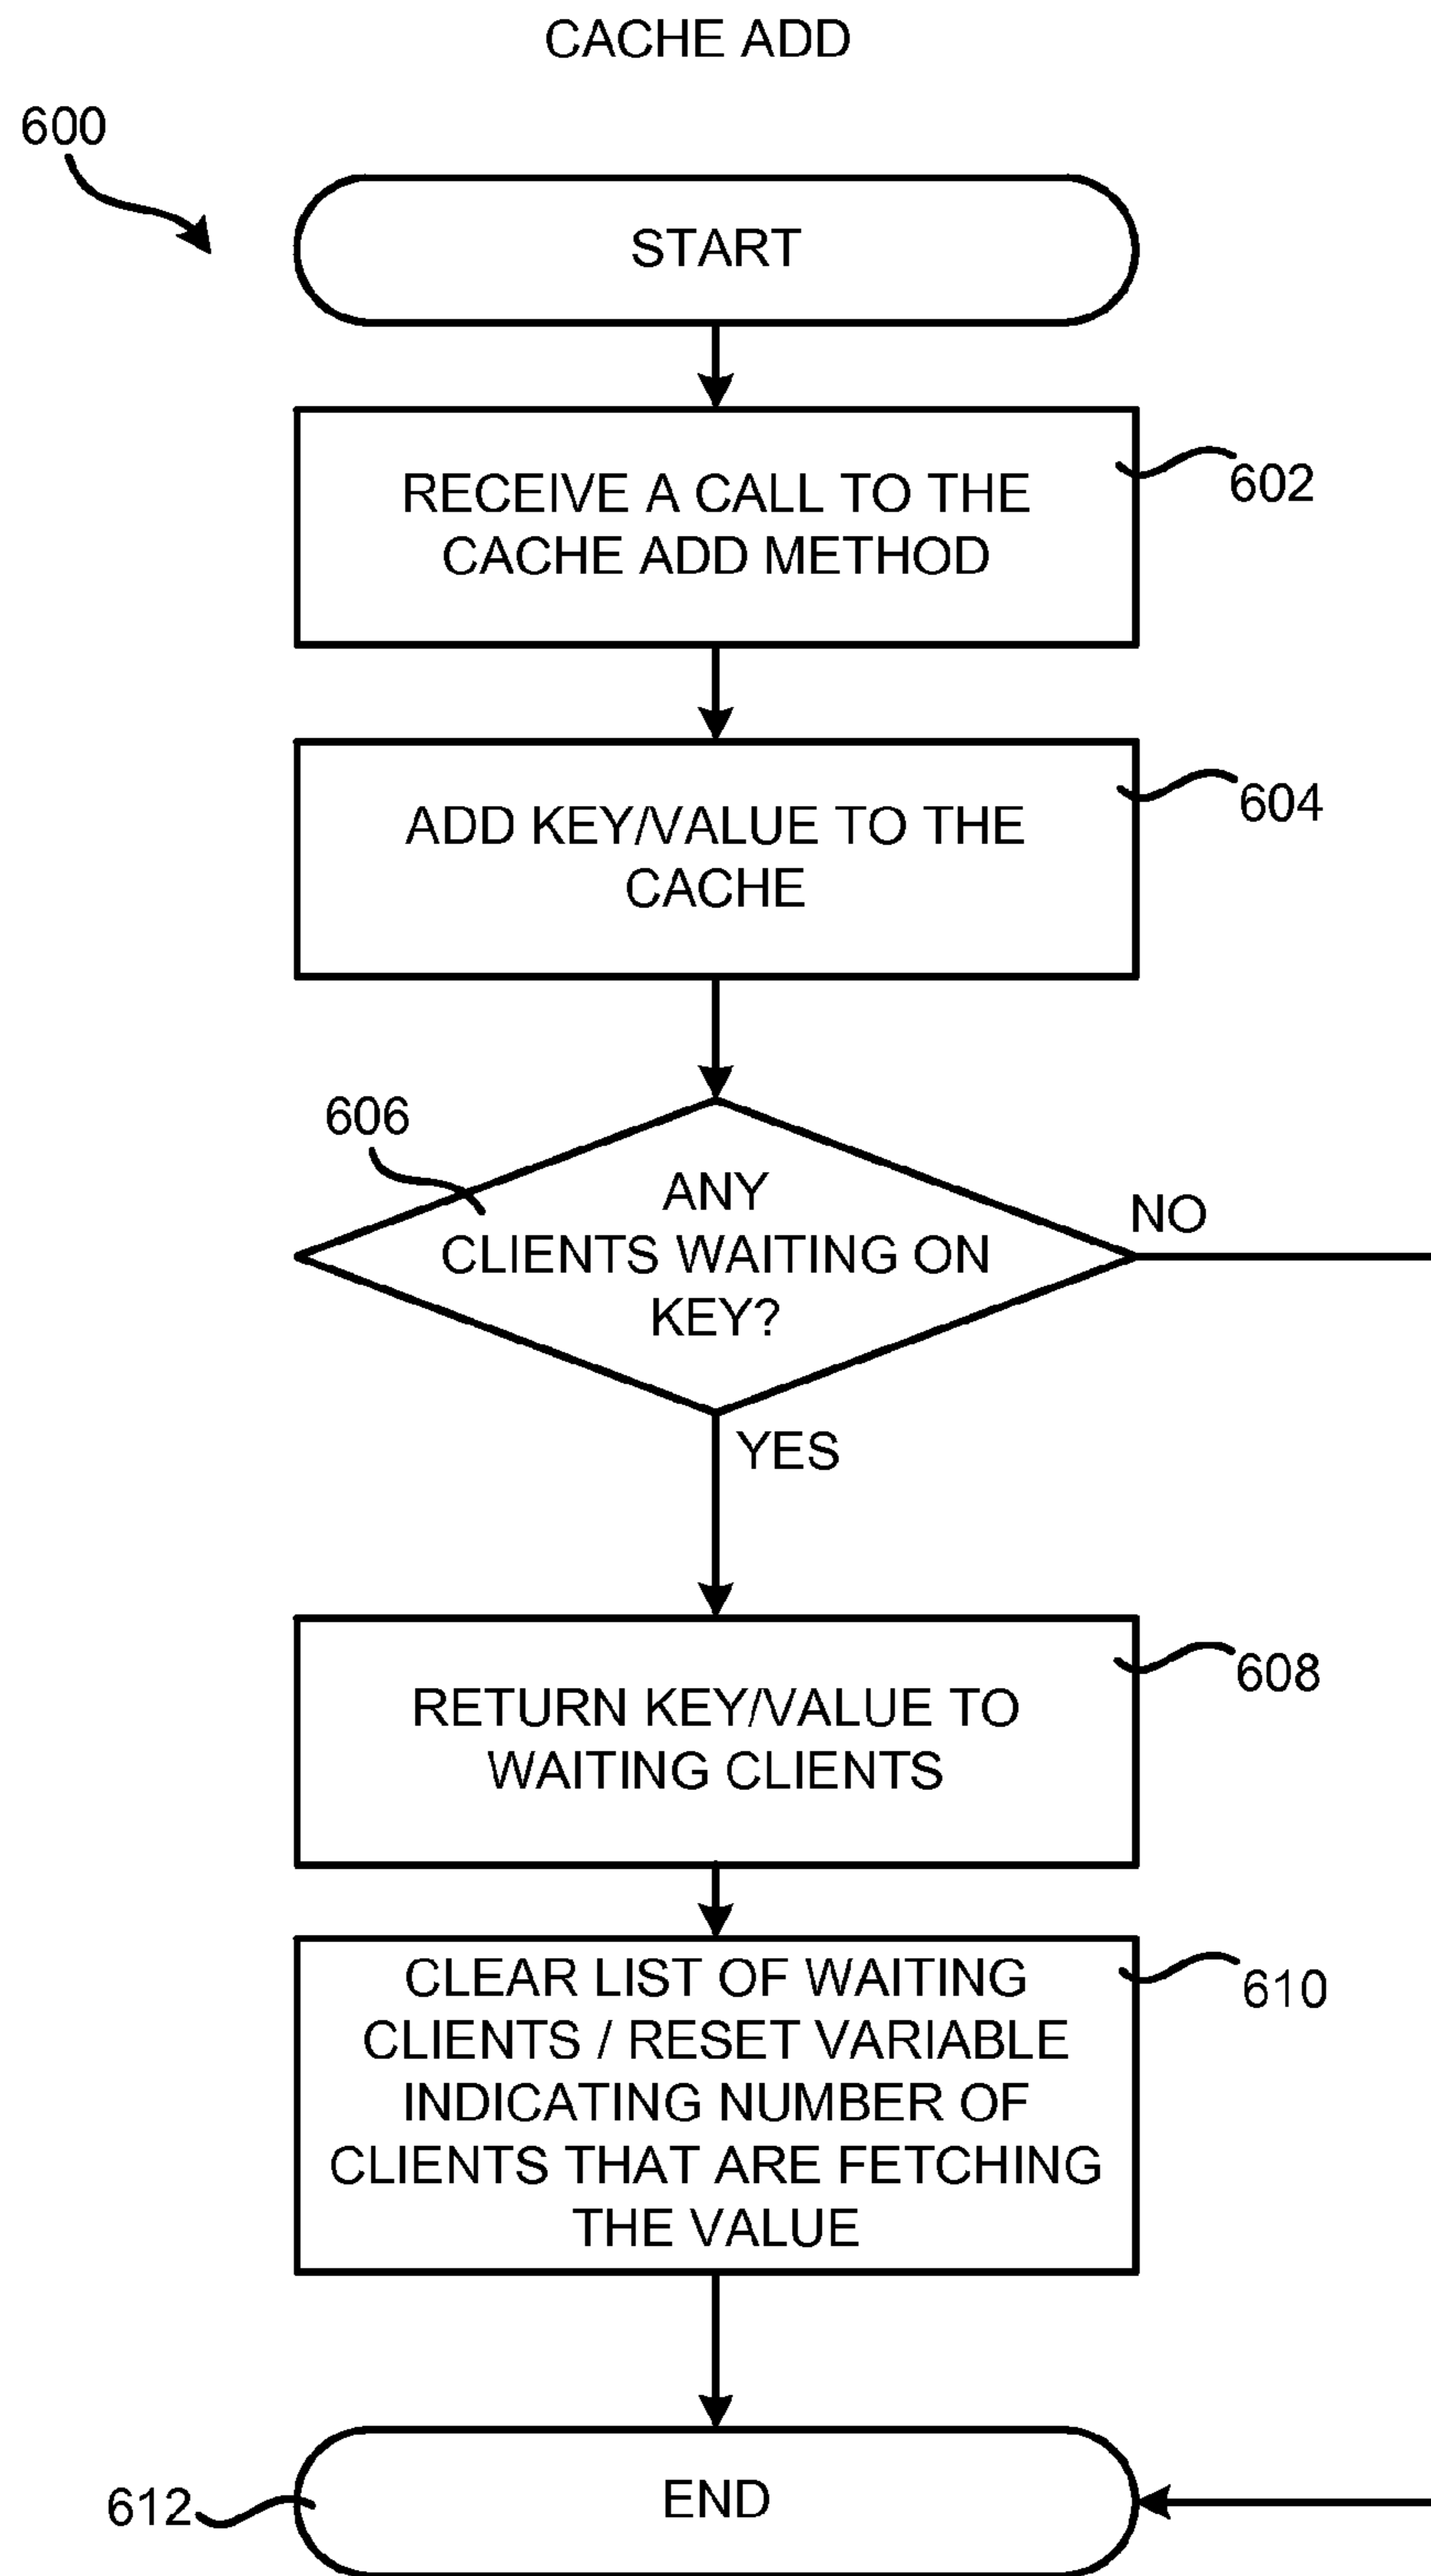 CACHE ADD
600
START
RECEIVE A CALL TO THE
CACHE ADD METHOD
602
ADD KEY/VALUE TO THE
CACHE
604
606
ANY
CLIENTS WAITING ON
KEY?
NO
YES
RETURN KEY/VALUE TO
WAITING CLIENTS
608
CLEAR LIST OF WAITING
CLIENTS / RESET VARIABLE
INDICATING NUMBER OF
CLIENTS THAT ARE FETCHING
THE VALUE
610
612
END